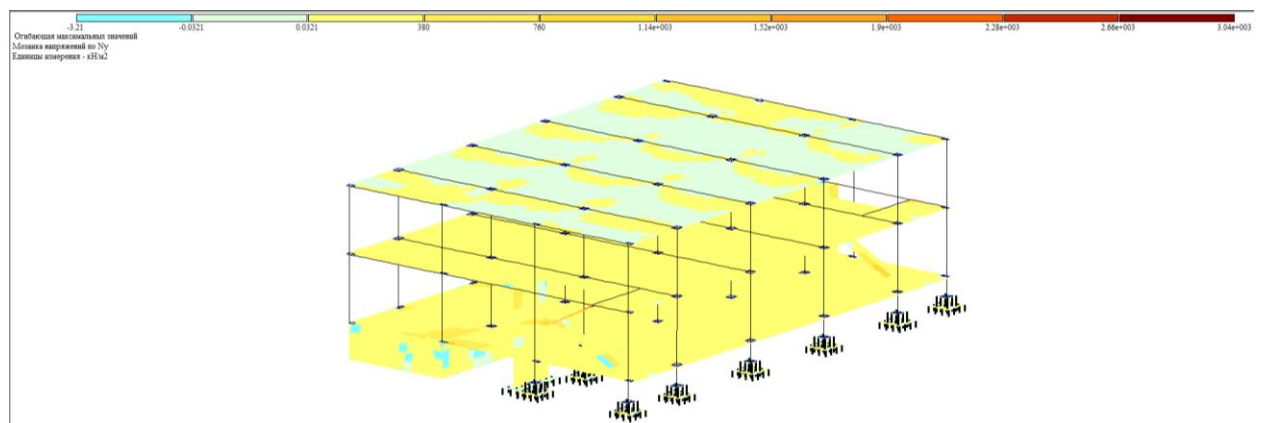 -3.21 -0.0321 0.0321 380 760 1.14e+003 1.52e+003 1.9e+003 2.28e+003 2.66e+003 3.04e+003
Огибающая максимальных значений
Мозаика напряжений по Ny
Единицы измерения - кН/м2